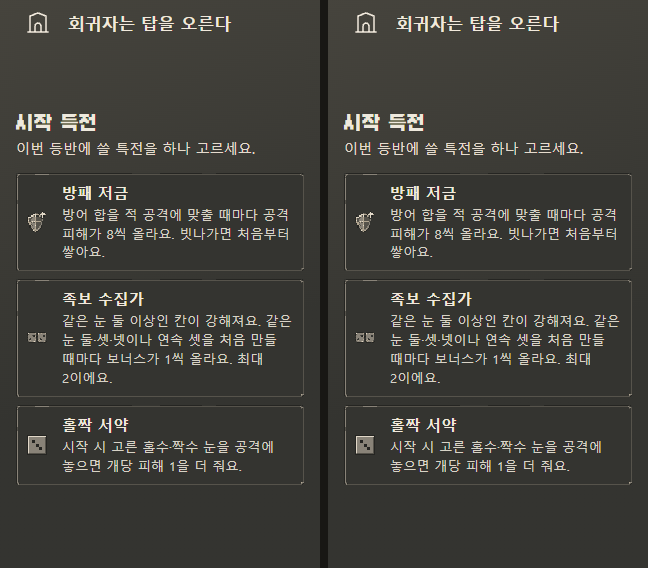 회귀자는 탑을 오른다
시작 특전
이번 등반에 쓸 특전을 하나 고르세요.
방패 저금
방어 합을 적 공격에 맞출 때마다 공격
피해가 8씩 올라요. 빗나가면 처음부터
쌓아요.
족보 수집가
같은 눈 둘 이상인 칸이 강해져요. 같은
눈 둘·셋·넷이나 연속 셋을 처음 만들
때마다 보너스가 1씩 올라요. 최대
2이에요.
홀짝 서약
시작 시 고른 홀수·짝수 눈을 공격에
놓으면 개당 피해 1을 더 줘요.
회귀자는 탑을 오른다
시작 특전
이번 등반에 쓸 특전을 하나 고르세요.
방패 저금
방어 합을 적 공격에 맞출 때마다 공격
피해가 8씩 올라요. 빗나가면 처음부터
쌓아요.
족보 수집가
같은 눈 둘 이상인 칸이 강해져요. 같은
눈 둘·셋·넷이나 연속 셋을 처음 만들
때마다 보너스가 1씩 올라요. 최대
2이에요.
홀짝 서약
시작 시 고른 홀수·짝수 눈을 공격에
놓으면 개당 피해 1을 더 줘요.